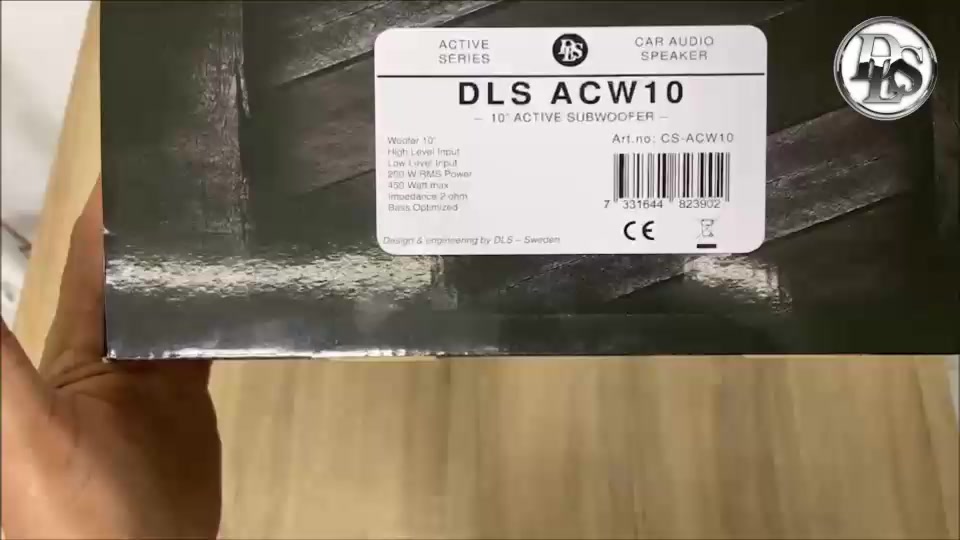 ACTIVE
SERIES
DLS
CAR AUDIO
SPEAKER
DLS ACW10
- 10" ACTIVE SUBWOOFER -
Woofer 10"
High Level Input
Low Level Input
250 W RMS Power
450 Watt max
Impedance 2 ohm
Bass Optimized
Art.no: CS-ACW10
7 331644 823902
CE
Design & engineering by DLS - Sweden
DLS